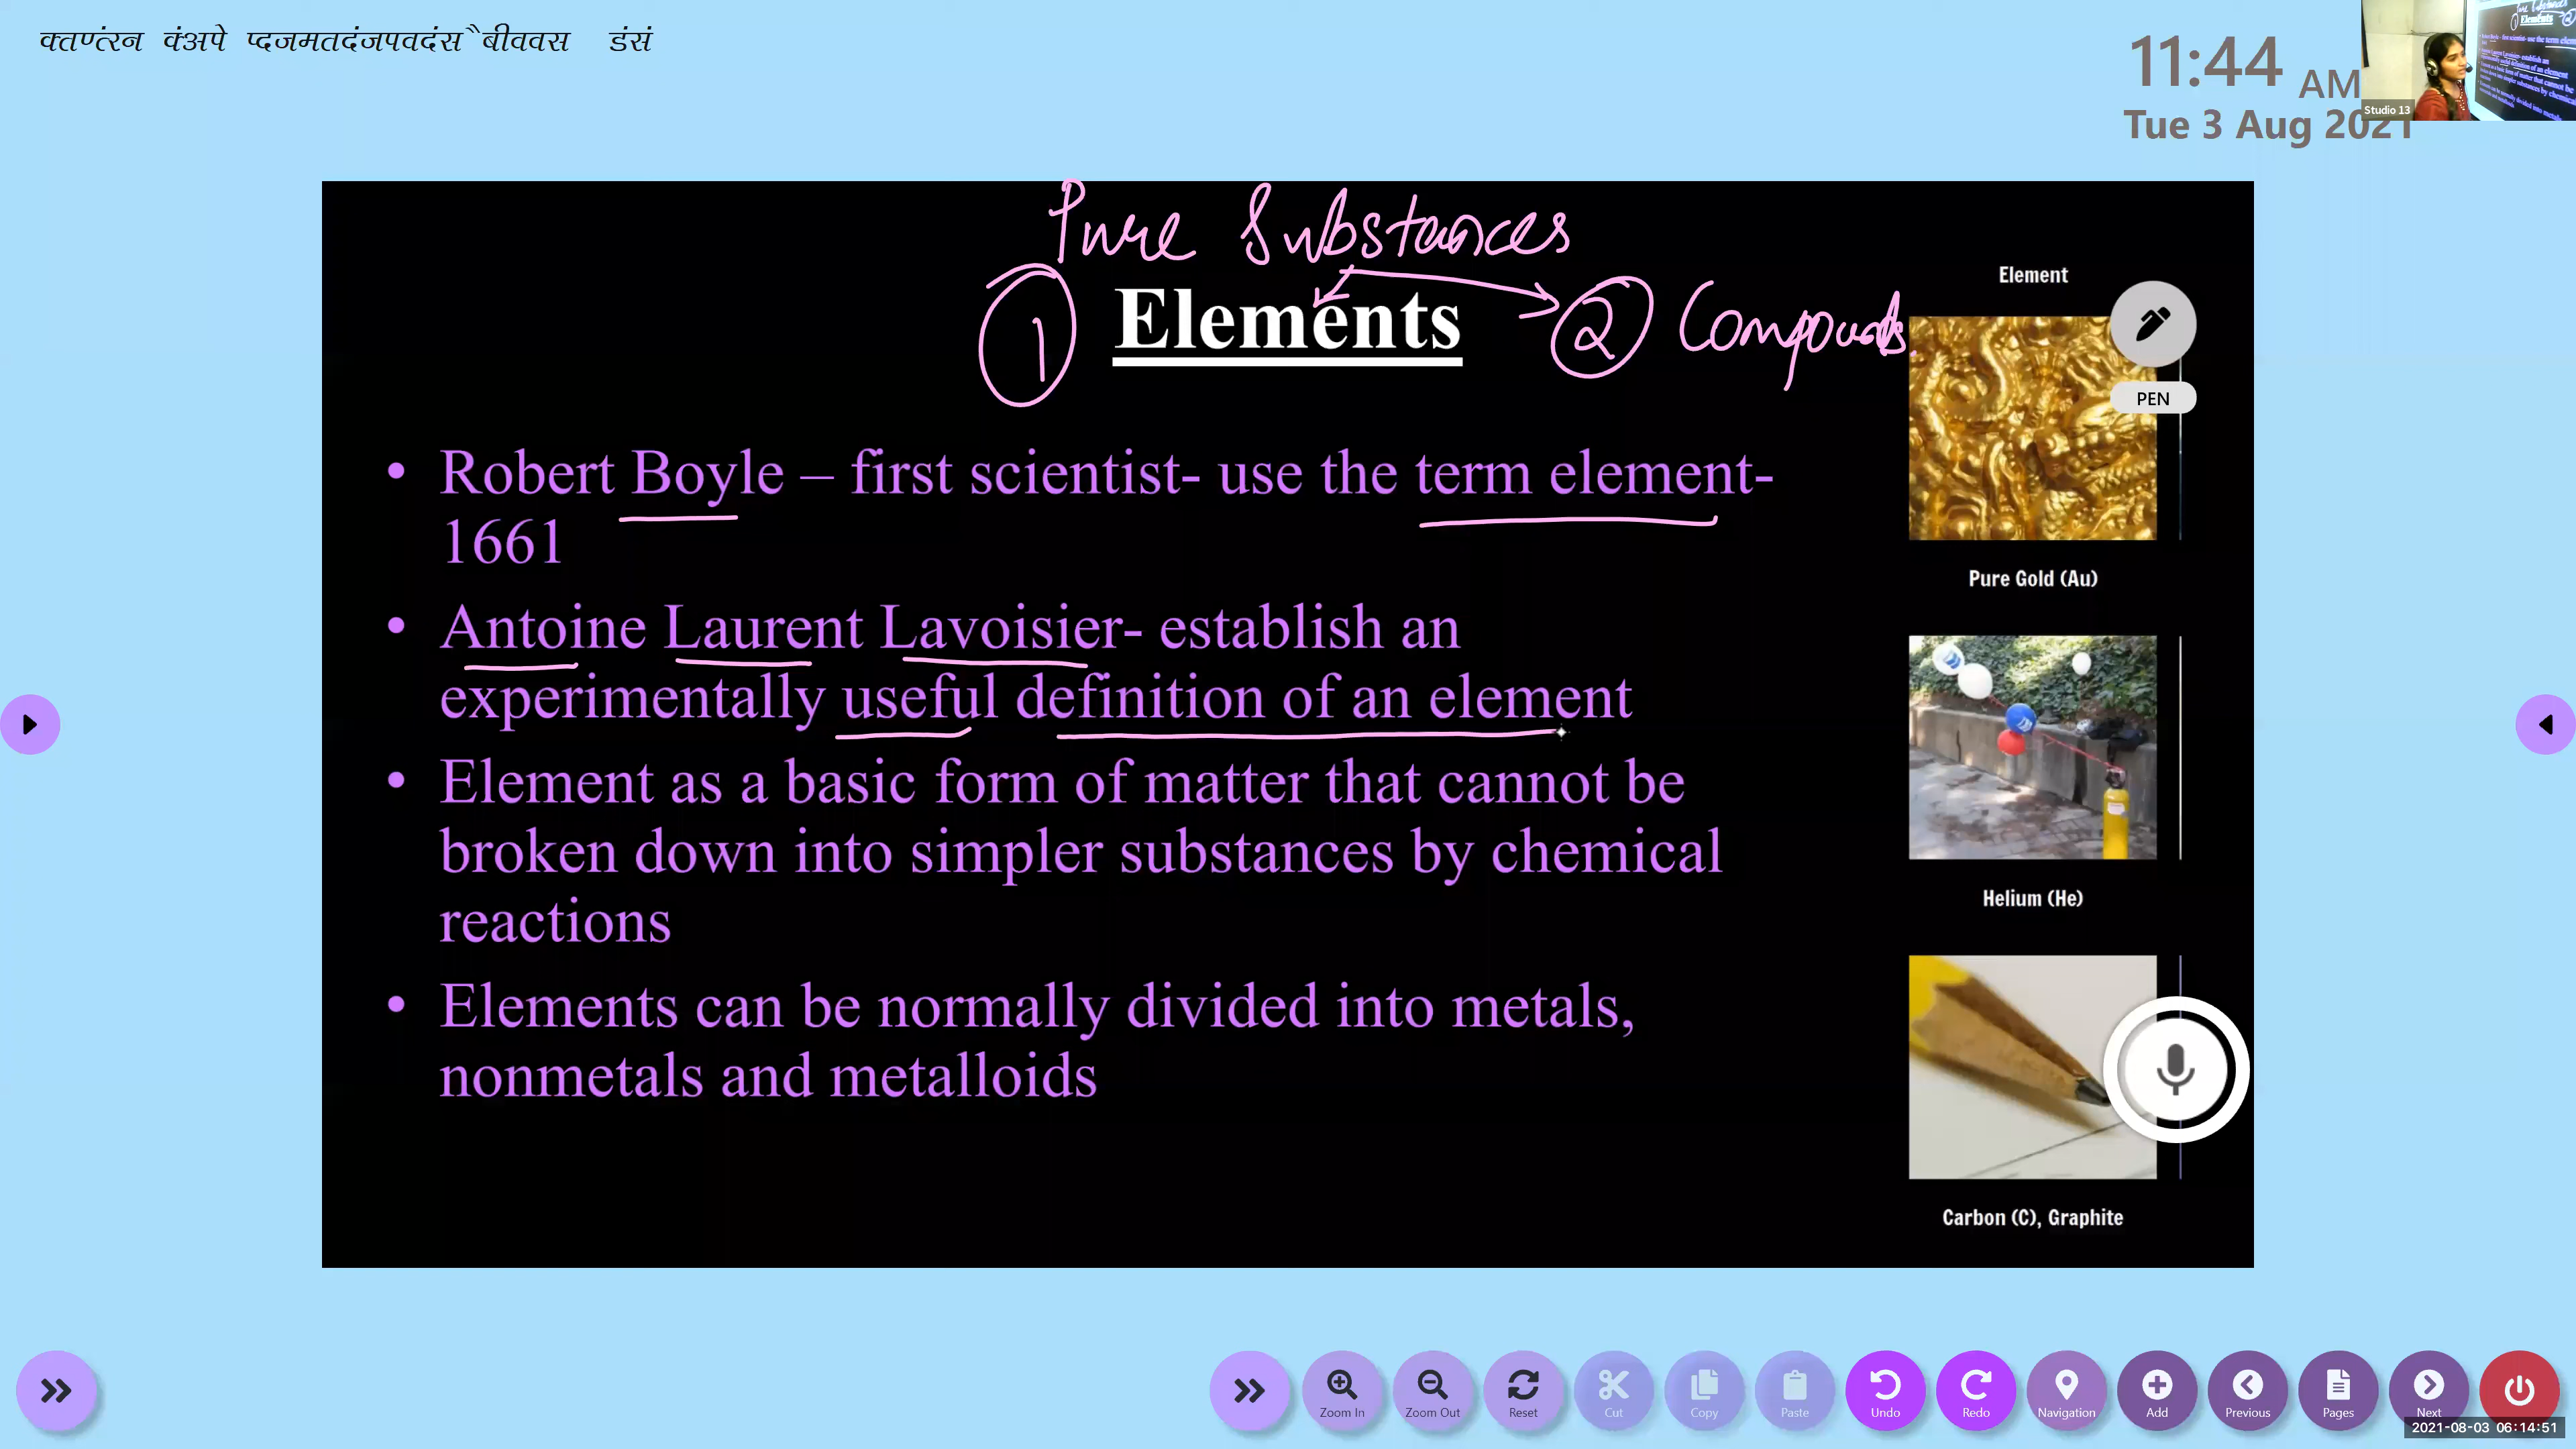 क्तण्ंरन क्ंअपे प्दजमतदंजपवदंस ैबीववस डंसं
11:44 AM
Tue 3 Aug 2021
Studio 13
Pure Substances
① Elements ② Compounds
• Robert Boyle – first scientist- use the term element-
1661
• Antoine Laurent Lavoisier- establish an
experimentally useful definition of an element
• Element as a basic form of matter that cannot be
broken down into simpler substances by chemical
reactions
• Elements can be normally divided into metals,
nonmetals and metalloids
Element
PEN
Pure Gold (Au)
Helium (He)
Carbon (C), Graphite
Zoom In Zoom Out Reset Cut Copy Paste Undo Redo Navigation Add Previous Pages Next
2021-08-03 06:14:51